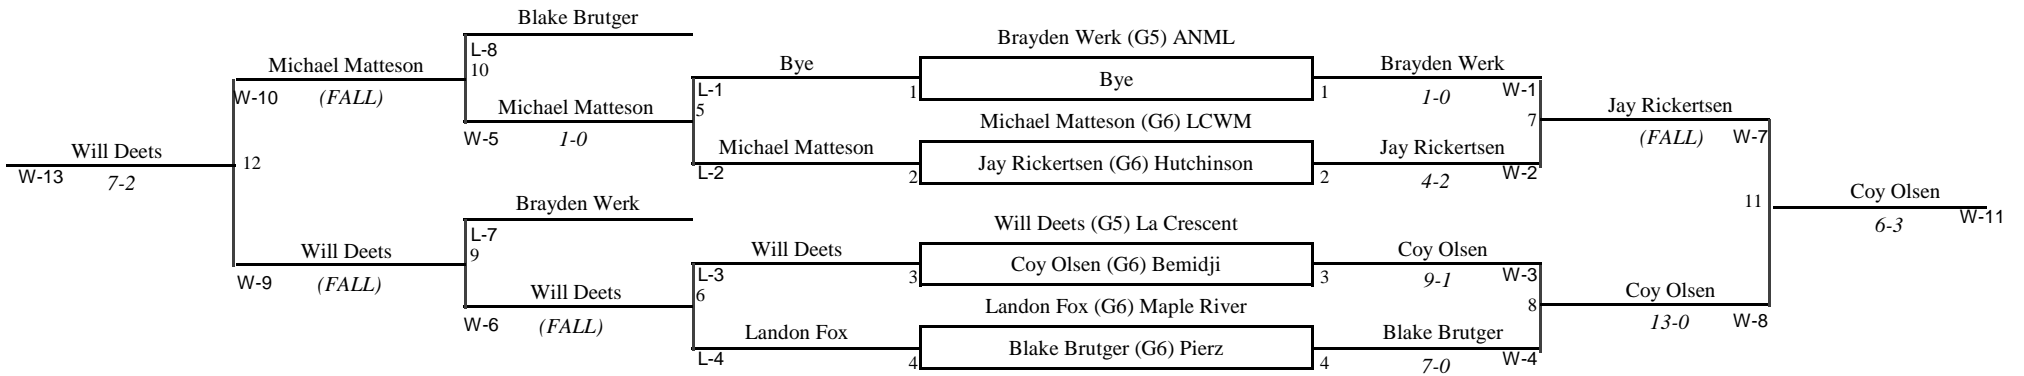 Blake Brutger
L-8
10
Michael Matteson
W-10
(FALL)
Michael Matteson
W-5
1-0
Will Deets
W-13
7-2
12
Brayden Werk
L-7
9
Will Deets
W-9
(FALL)
Will Deets
W-6
(FALL)
Bye
L-1
5
Michael Matteson
L-2
Will Deets
L-3
6
Landon Fox
L-4
Brayden Werk (G5) ANML
1
Bye
1
Michael Matteson (G6) LCWM
2
Jay Rickertsen (G6) Hutchinson
2
Will Deets (G5) La Crescent
3
Coy Olsen (G6) Bemidji
3
Landon Fox (G6) Maple River
4
Blake Brutger (G6) Pierz
4
Brayden Werk
1-0
W-1
7
Jay Rickertsen
4-2
W-2
Coy Olsen
9-1
W-3
8
Blake Brutger
7-0
W-4
Jay Rickertsen
(FALL)
W-7
11
Coy Olsen
13-0
W-8
Coy Olsen
6-3
W-11